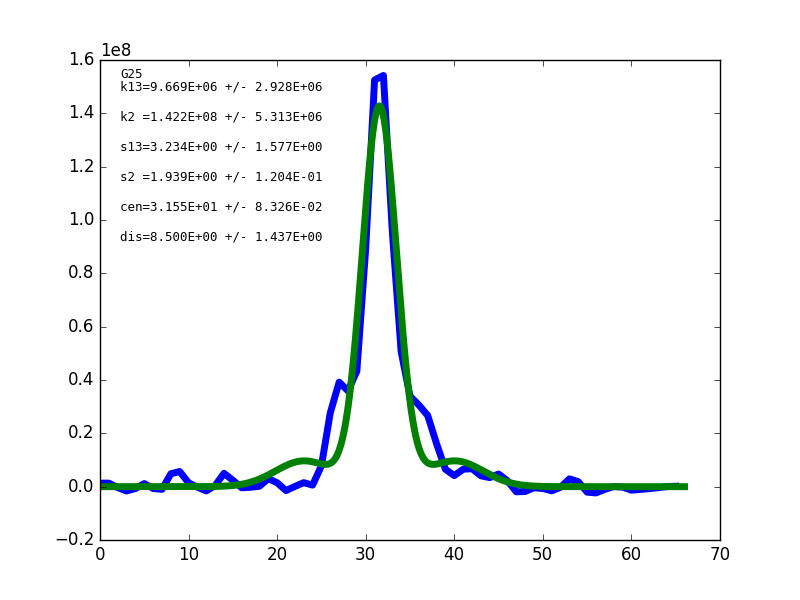 1e8
G25
k13=9.669E+06 +/- 2.928E+06
k2 =1.422E+08 +/- 5.313E+06
s13=3.234E+00 +/- 1.577E+00
s2 =1.939E+00 +/- 1.204E-01
cen=3.155E+01 +/- 8.326E-02
dis=8.500E+00 +/- 1.437E+00
1.6
1.4
1.2
1.0
0.8
0.6
0.4
0.2
0.0
−0.2
0 10 20 30 40 50 60 70